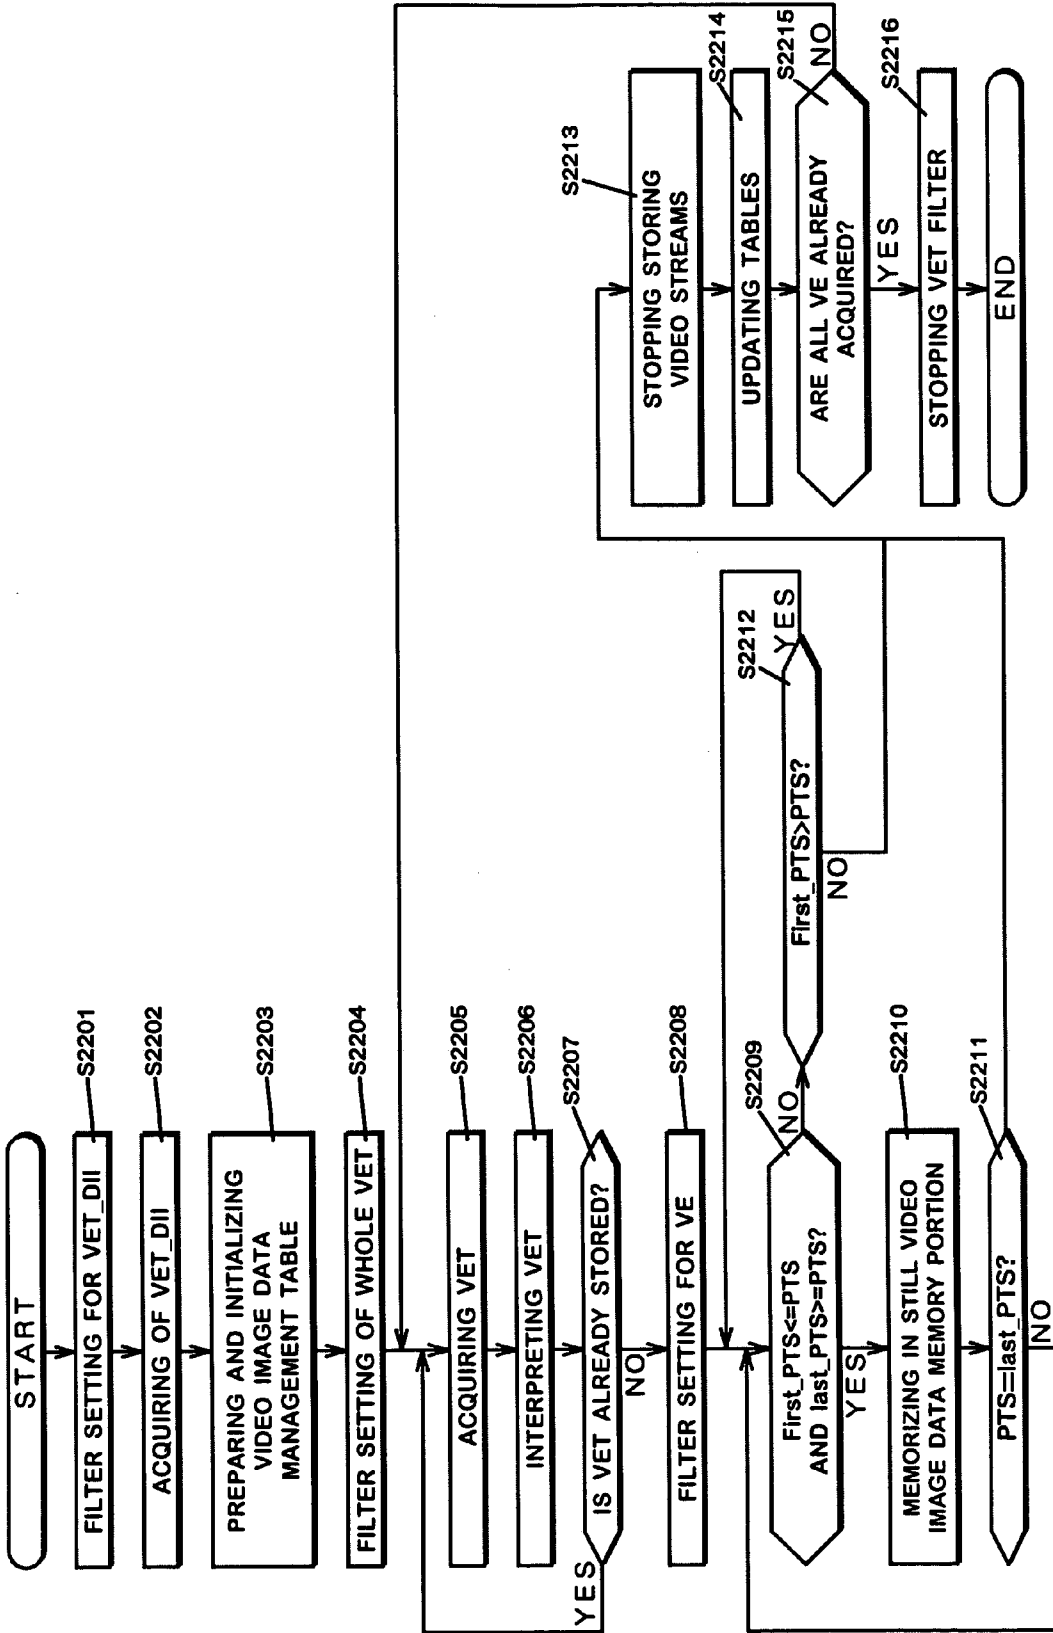 START
FILTER SETTING FOR VET_DII
S2201
ACQUIRING OF VET_DII
S2202
PREPARING AND INITIALIZING
VIDEO IMAGE DATA
MANAGEMENT TABLE
S2203
FILTER SETTING OF WHOLE VET
S2204
ACQUIRING VET
S2205
INTERPRETING VET
S2206
IS VET ALREADY STORED?
S2207
YES
NO
FILTER SETTING FOR VE
S2208
First_PTS<=PTS
AND last_PTS>=PTS?
S2209
NO
YES
MEMORIZING IN STILL VIDEO
IMAGE DATA MEMORY PORTION
S2210
PTS=last_PTS?
S2211
NO
First_PTS>PTS?
S2212
YES
NO
STOPPING STORING
VIDEO STREAMS
S2213
UPDATING TABLES
S2214
ARE ALL VE ALREADY
ACQUIRED?
S2215
NO
YES
STOPPING VET FILTER
S2216
END